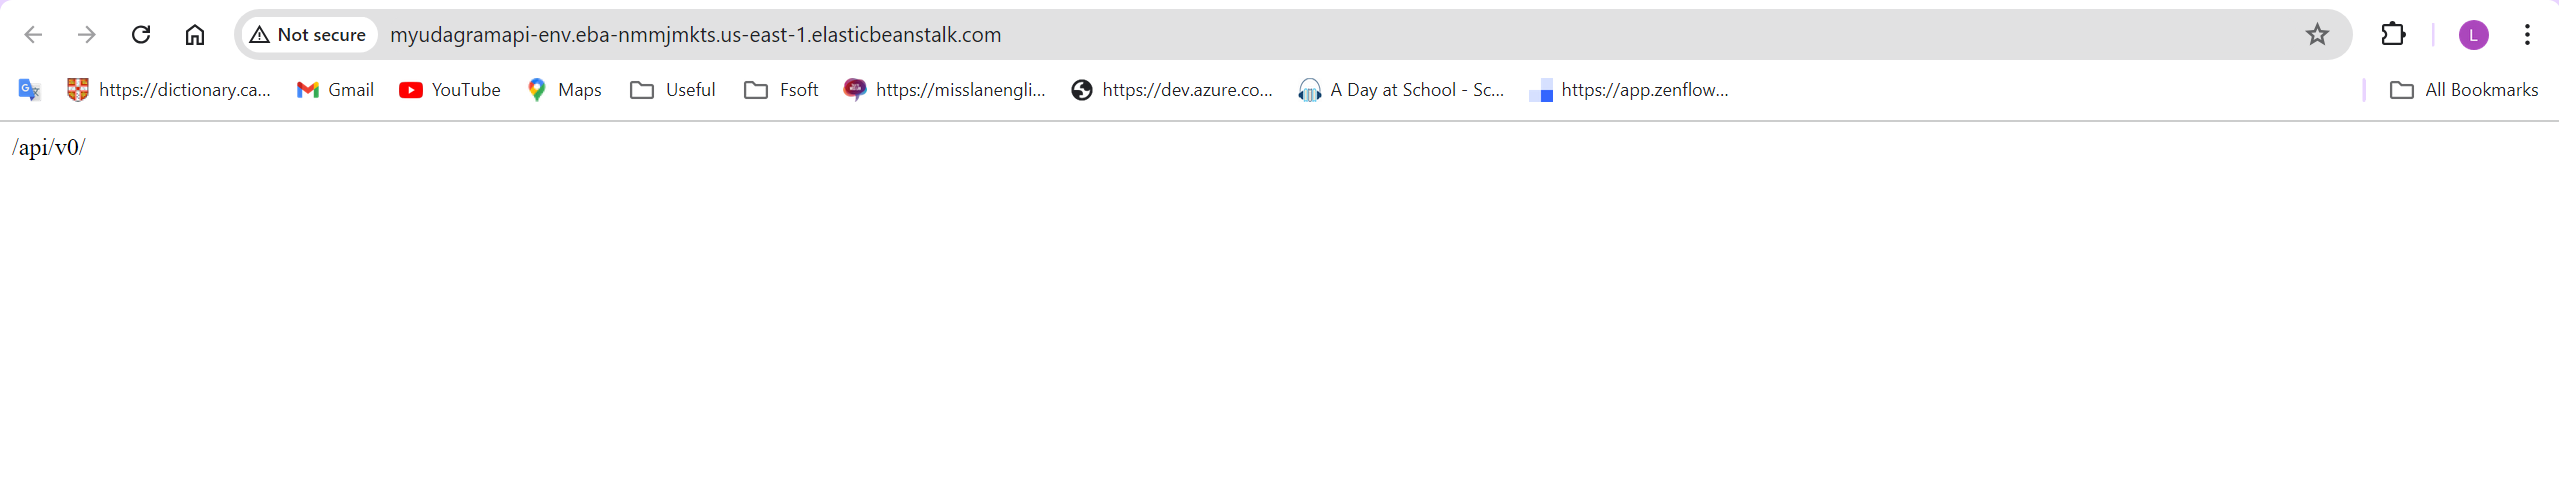 Not secure myudagramapi-env.eba-nmmjmkts.us-east-1.elasticbeanstalk.com L
https://dictionary.ca... Gmail YouTube Maps Useful Fsoft https://misslanengli... https://dev.azure.co... A Day at School - Sc... https://app.zenflow... All Bookmarks
/api/v0/